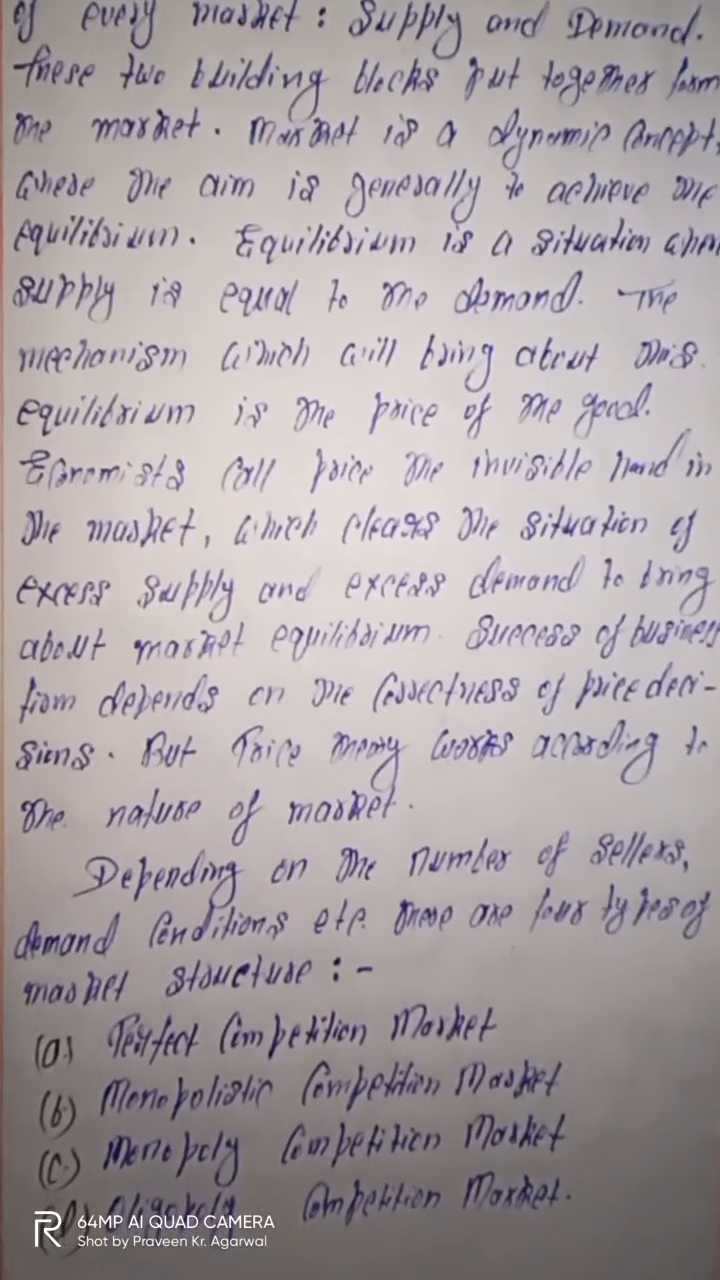 of every market : Supply and Demand.
These two building blocks put together form
the market. Market is a dynamic concept,
where the aim is generally to achieve the
equilibrium. Equilibrium is a situation when
supply is equal to the demand. The
mechanism which will bring about this
equilibrium is the price of the good.
Economists call price the invisible hand in
the market, which clears the situation of
excess supply and excess demand to bring
about market equilibrium. Success of business
firm depends on the correctness of price deci-
sions. But Price theory works according to
the nature of market.
Depending on the number of sellers,
demand conditions etc. there are four types of
market structure :-
(a) Perfect Competition Market
(b) Monopolistic Competition Market
(c) Monopoly Competition Market
(d) Oligopoly Competition Market.
64MP AI QUAD CAMERA
Shot by Praveen Kr. Agarwal